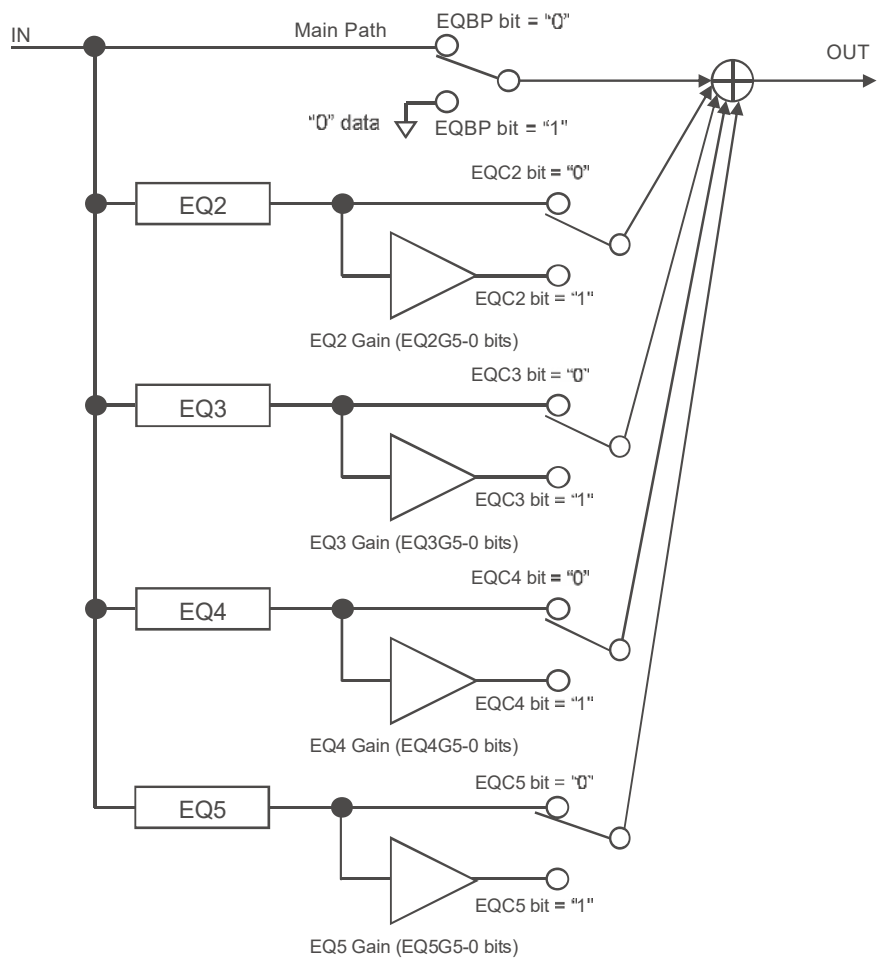 IN
Main Path
EQBP bit = “0”
OUT
“0” data
EQBP bit = “1”
EQC2 bit = “0”
EQ2
EQC2 bit = “1”
EQ2 Gain (EQ2G5-0 bits)
EQC3 bit = “0”
EQ3
EQC3 bit = “1”
EQ3 Gain (EQ3G5-0 bits)
EQC4 bit = “0”
EQ4
EQC4 bit = “1”
EQ4 Gain (EQ4G5-0 bits)
EQC5 bit = “0”
EQ5
EQC5 bit = “1”
EQ5 Gain (EQ5G5-0 bits)